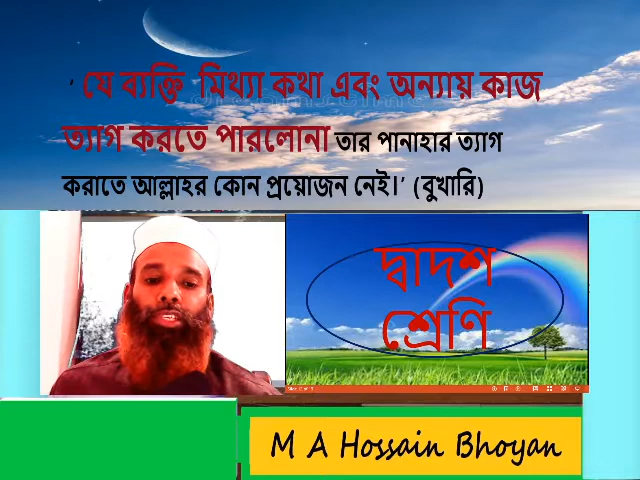 ‘ যে ব্যক্তি মিথ্যা কথা এবং অন্যায় কাজ
ত্যাগ করতে পারলোনা তার পানাহার ত্যাগ
করাতে আল্লাহর কোন প্রয়োজন নেই।’ (বুখারি)
দ্বাদশ
শ্রেণি
M A Hossain Bhoyan